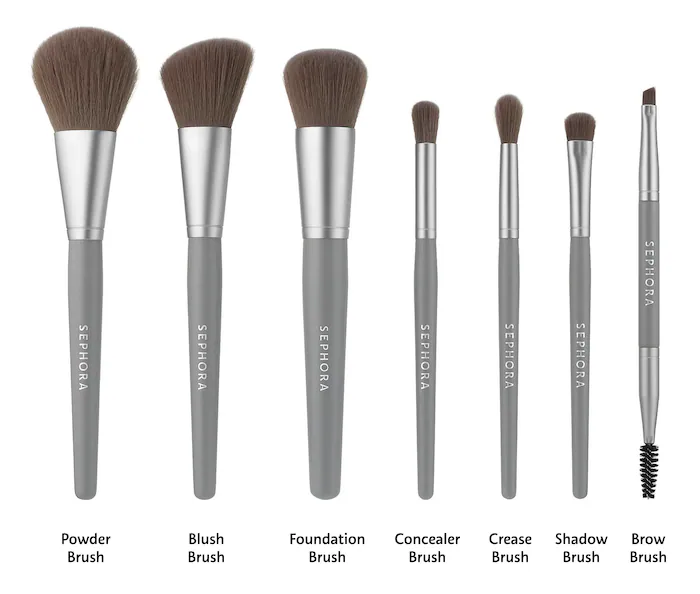 SEPHORA
SEPHORA
SEPHORA
SEPHORA
SEPHORA
SEPHORA
SEPHORA
Powder
Brush
Blush
Brush
Foundation
Brush
Concealer
Brush
Crease
Brush
Shadow
Brush
Brow
Brush